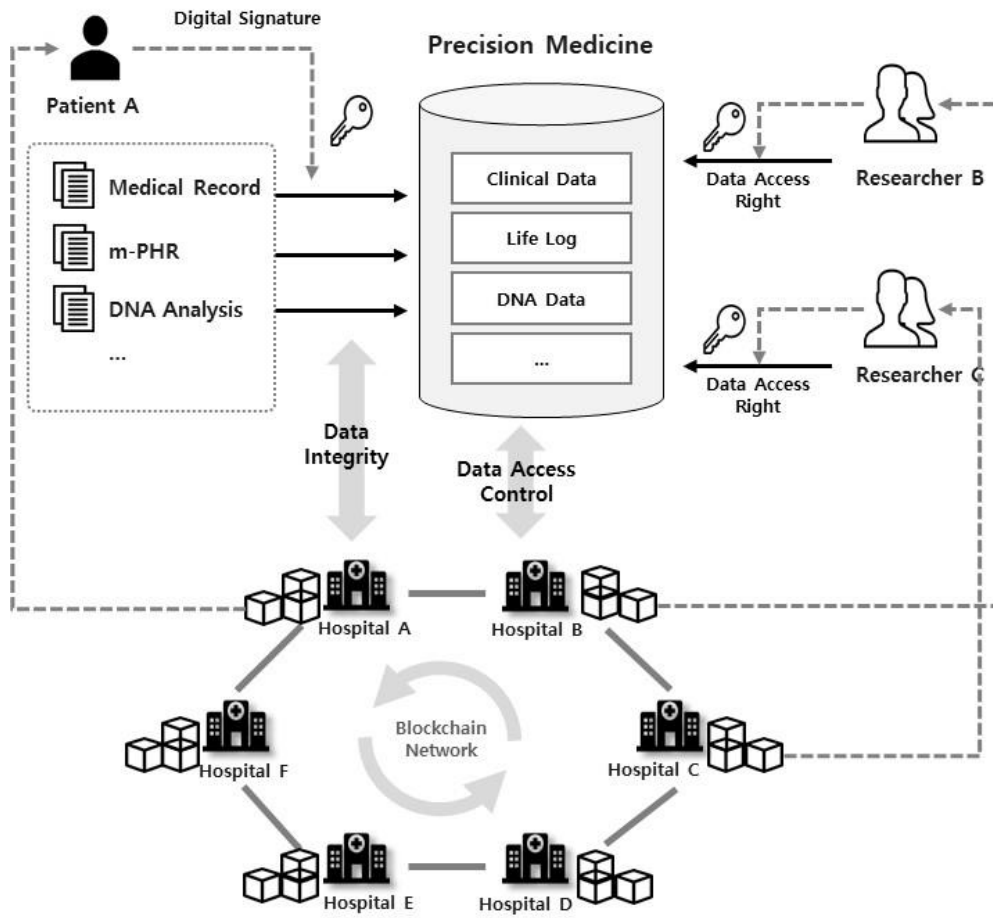 Digital Signature
Precision Medicine
Patient A
Medical Record
m-PHR
DNA Analysis
...
Clinical Data
Life Log
DNA Data
...
Data Access
Right
Researcher B
Data Access
Right
Researcher C
Data
Integrity
Data Access
Control
Hospital A
Hospital B
Blockchain
Network
Hospital F
Hospital C
Hospital E
Hospital D